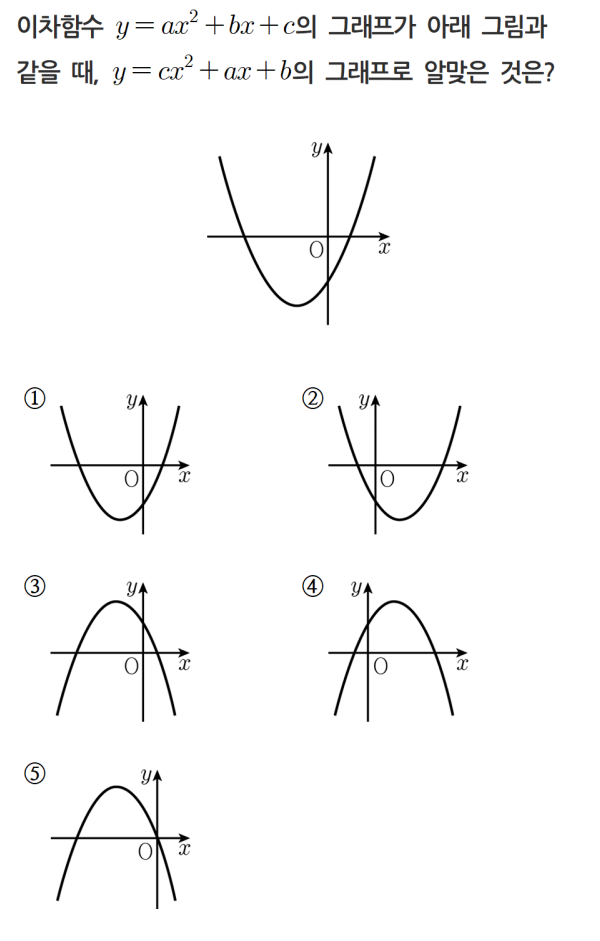 이차함수 y=ax²+bx+c의 그래프가 아래 그림과
같을 때, y=cx²+ax+b의 그래프로 알맞은 것은?
y
O
x
① y
O x
② y
O x
③ y
O x
④ y
O x
⑤ y
O x